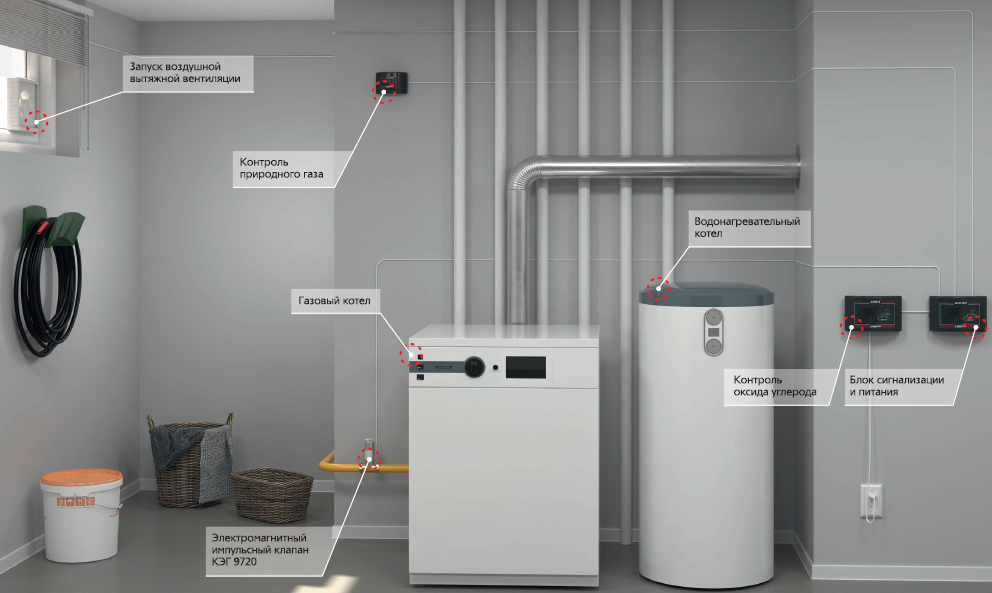 Запуск воздушной
вытяжной вентиляции
Контроль
природного газа
Водонагревательный
котел
Газовый котел
Контроль
оксида углерода
Блок сигнализации
и питания
Электромагнитный
импульсный клапан
КЭГ 9720